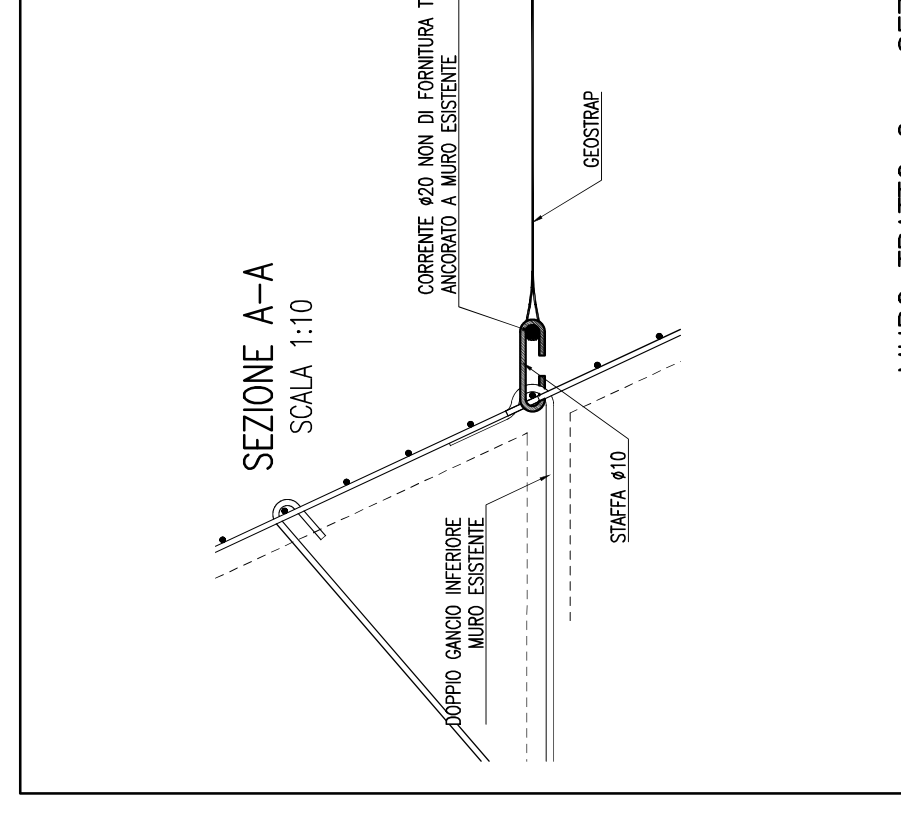 SEZIONE A-A
SCALA 1:10
CORRENTE ø20 NON DI FORNITURA
ANCORATO A MURO ESISTENTE
GEOSTRAP
DOPPIO GANCIO INFERIORE
MURO ESISTENTE
STAFFA ø10